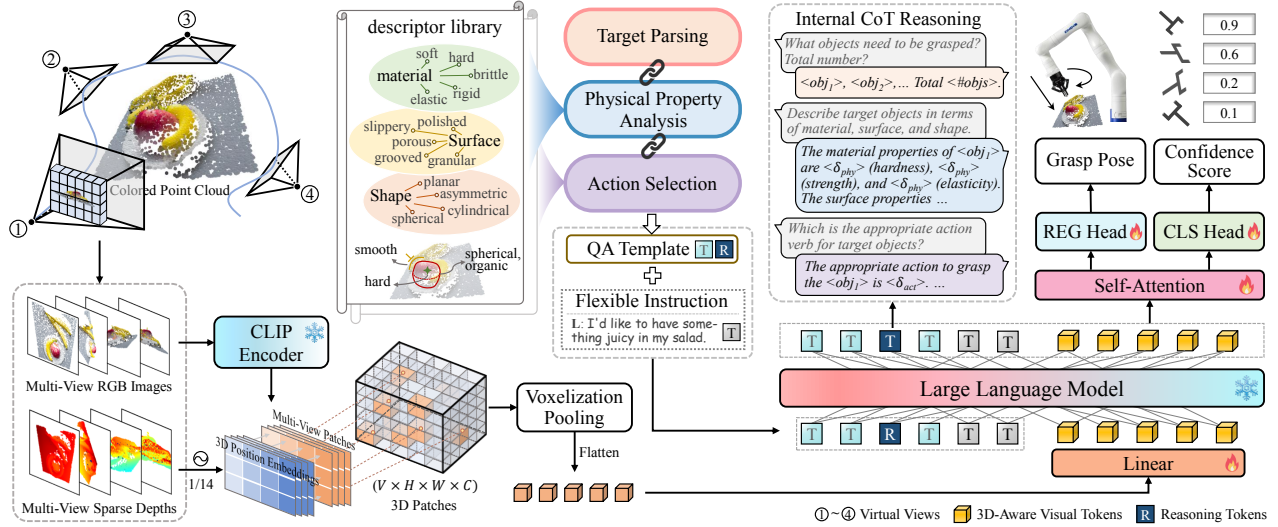 ③
②
①
④
Colored Point Cloud
descriptor library
soft
hard
material
brittle
elastic
rigid
polished
slippery
Surface
porous
grooved
granular
planar
Shape
asymmetric
cylindrical
spherical
smooth
spherical,
organic
hard
Target Parsing
Physical Property
Analysis
Action Selection
QA Template T R
Flexible Instruction
L: I'd like to have some-
thing juicy in my salad. T
Internal CoT Reasoning
What objects need to be grasped?
Total number?
<obj₁>, <obj₂>,… Total <#objs>.
Describe target objects in terms
of material, surface, and shape.
The material properties of <obj₁>
are <δphy> (hardness), <δphy>
(strength), and <δphy> (elasticity).
The surface properties …
Which is the appropriate action
verb for target objects?
The appropriate action to grasp
the <obj₁> is <δact>. …
0.9
0.6
0.2
0.1
Grasp Pose
Confidence
Score
REG Head
CLS Head
Self-Attention
T T T T T T
Large Language Model
T T R T T T
Linear
Multi-View RGB Images
CLIP
Encoder
Multi-View Sparse Depths
1/14
Multi-View Patches
3D Position Embeddings
(V × H × W × C)
3D Patches
Voxelization
Pooling
Flatten
①~④ Virtual Views
3D-Aware Visual Tokens
R Reasoning Tokens